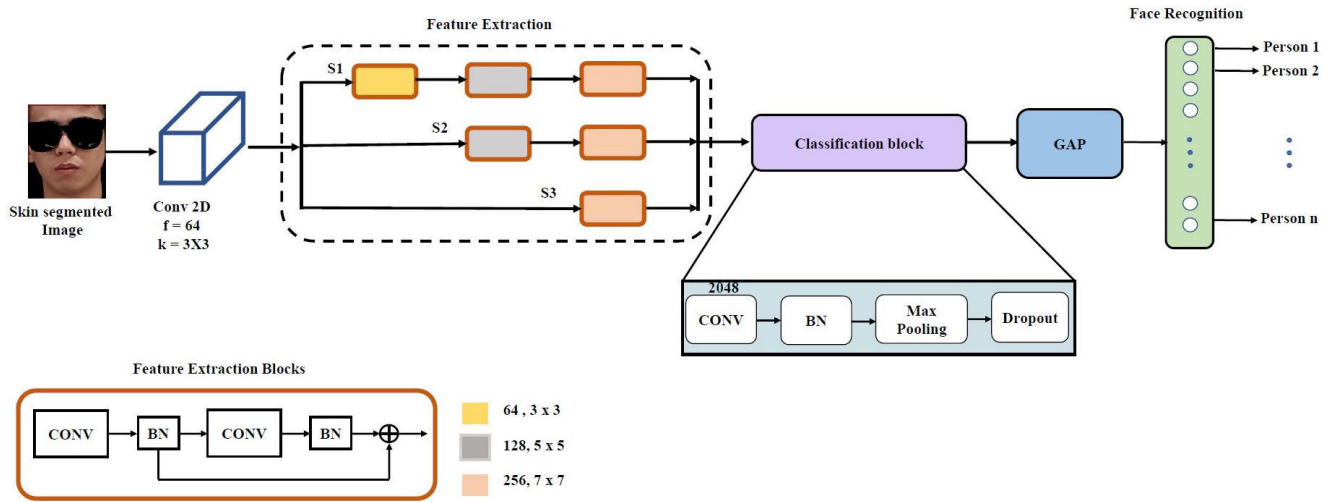 Feature Extraction
Face Recognition
S1
S2
S3
Skin segmented
Image
Conv 2D
f = 64
k = 3X3
Classification block
GAP
Person 1
Person 2
Person n
2048
CONV
BN
Max
Pooling
Dropout
Feature Extraction Blocks
CONV
BN
CONV
BN
64 , 3 x 3
128, 5 x 5
256, 7 x 7